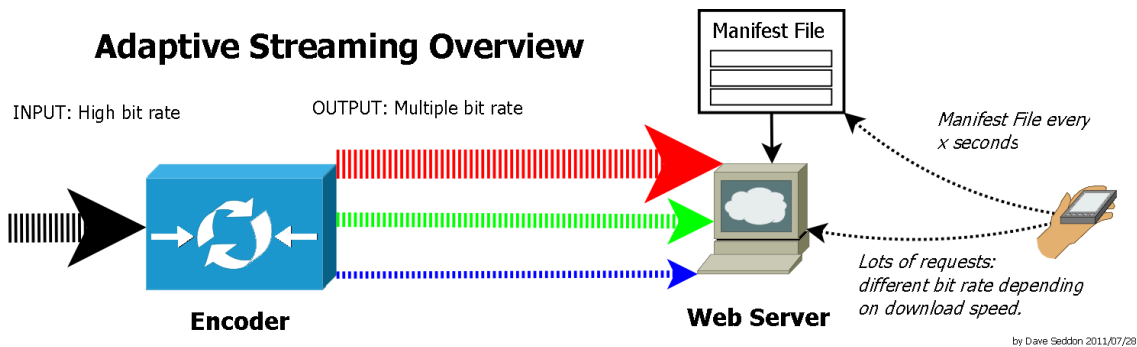 Adaptive Streaming Overview
INPUT: High bit rate
OUTPUT: Multiple bit rate
Manifest File
Manifest File every
x seconds
Lots of requests:
different bit rate depending
on download speed.
Encoder
Web Server
by Dave Seddon 2011/07/28